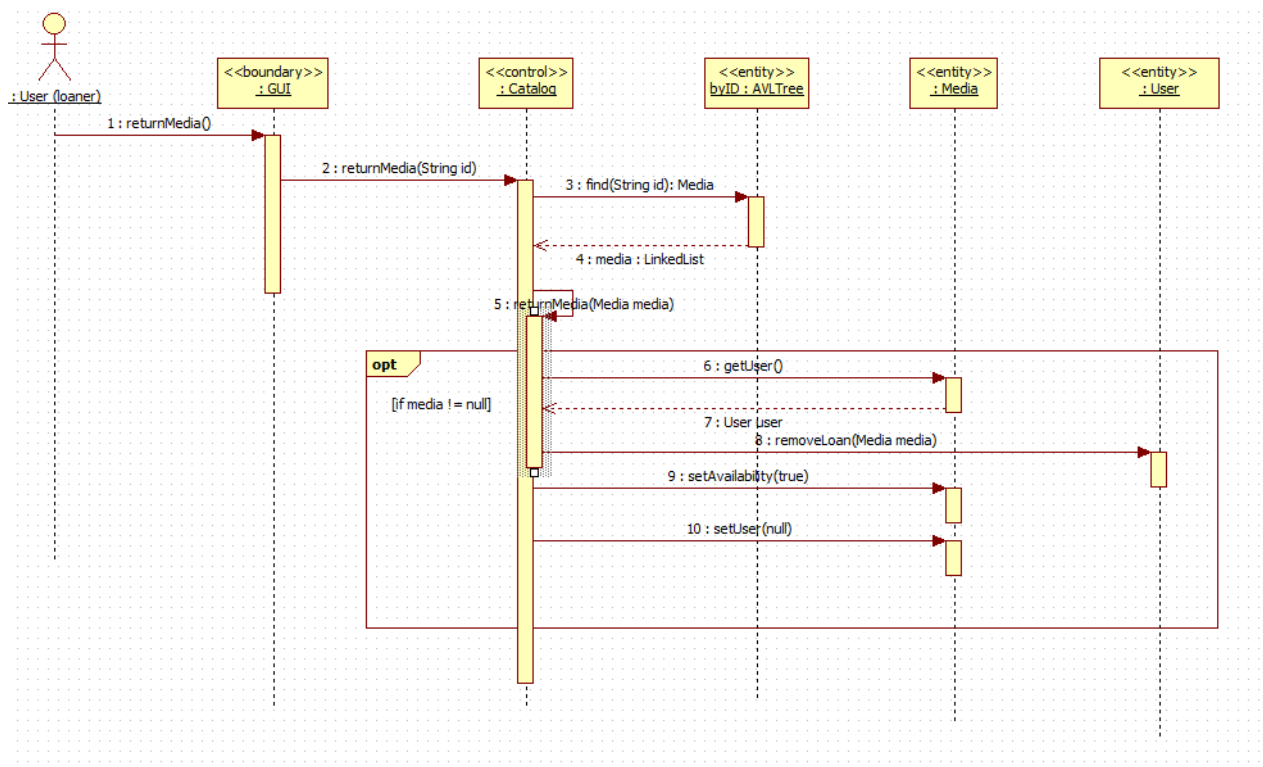 : User (loaner)
<<boundary>>
: GUI
<<control>>
: Catalog
<<entity>>
byID : AVLTree
<<entity>>
: Media
<<entity>>
: User
1 : returnMedia()
2 : returnMedia(String id)
3 : find(String id): Media
4 : media : LinkedList
5 : returnMedia(Media media)
opt
[if media != null]
6 : getUser()
7 : User user
8 : removeLoan(Media media)
9 : setAvailability(true)
10 : setUser(null)